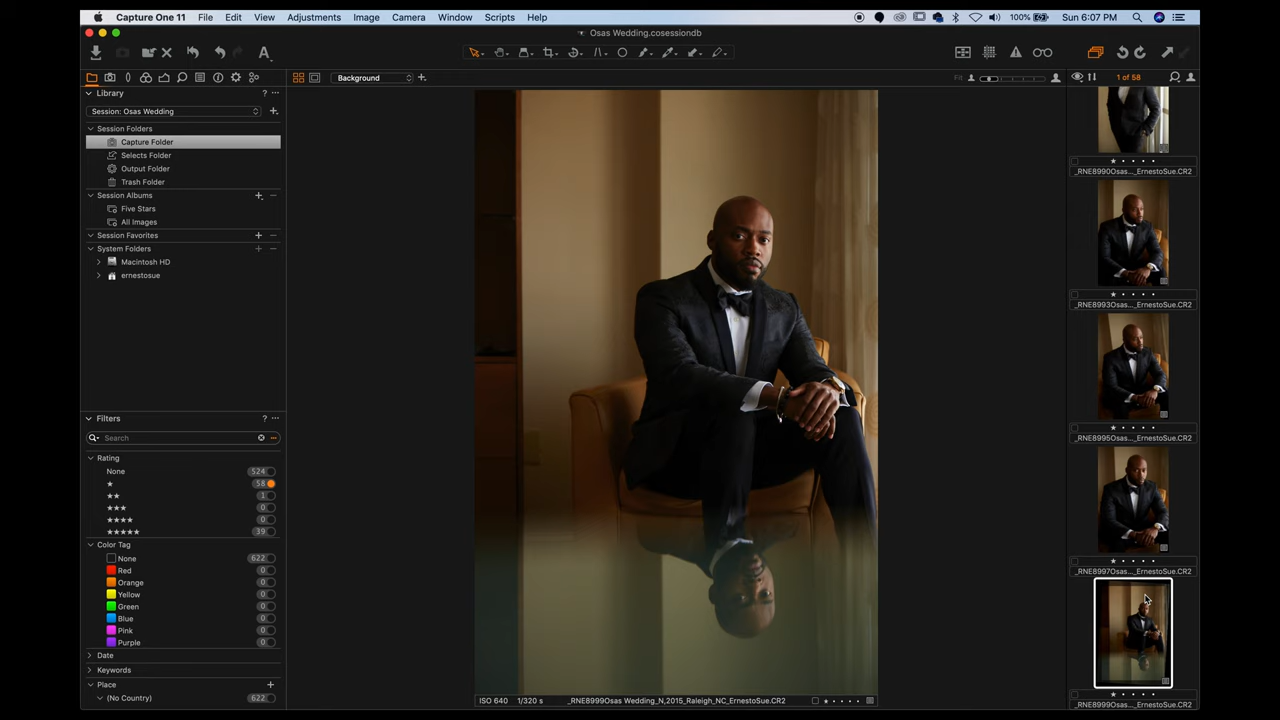 Capture One 11 File Edit View Adjustments Image Camera Window Scripts Help
100% Sun 6:07 PM
Osas Wedding.cosessiondb
Background
Fit
1 of 58
Library
Session: Osas Wedding
Session Folders
Capture Folder
Selects Folder
Output Folder
Trash Folder
Session Albums
Five Stars
All Images
Session Favorites
System Folders
Macintosh HD
ernestosue
Filters
Search
Rating
None 524
★ 58
★★ 1
★★★ 0
★★★★ 0
★★★★★ 39
Color Tag
None 622
Red 0
Orange 0
Yellow 0
Green 0
Blue 0
Pink 0
Purple 0
Date
Keywords
Place
(No Country) 622
ISO 640 1/320 s _RNE8999Osas Wedding_N,2015_Raleigh_NC_ErnestoSue.CR2
_RNE8990Osas..._ErnestoSue.CR2
_RNE8993Osas..._ErnestoSue.CR2
_RNE8995Osas..._ErnestoSue.CR2
_RNE8997Osas..._ErnestoSue.CR2
_RNE8999Osas..._ErnestoSue.CR2